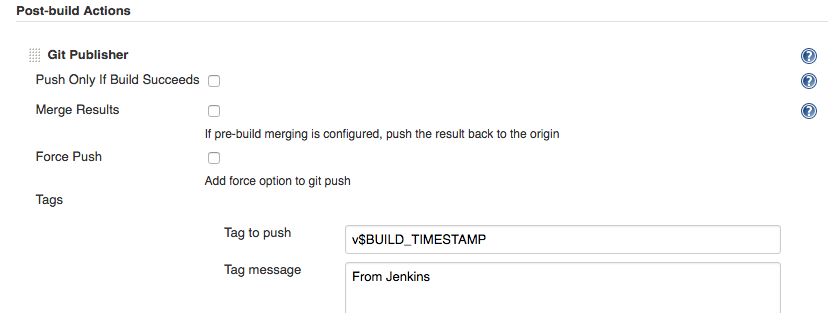 Post-build Actions
Git Publisher
?
Push Only If Build Succeeds
?
Merge Results
?
If pre-build merging is configured, push the result back to the origin
Force Push
Add force option to git push
Tags
Tag to push
v$BUILD_TIMESTAMP
Tag message
From Jenkins